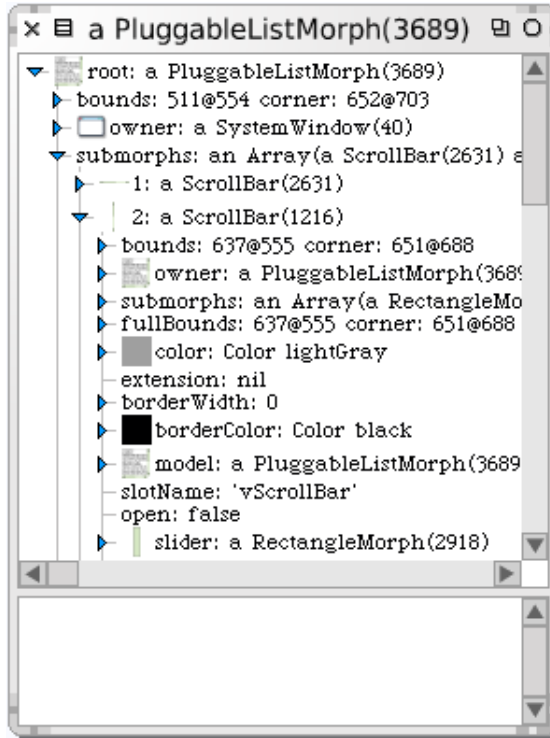 a PluggableListMorph(3689)
root: a PluggableListMorph(3689)
bounds: 511@554 corner: 652@703
owner: a SystemWindow(40)
submorphs: an Array(a ScrollBar(2631) a
1: a ScrollBar(2631)
2: a ScrollBar(1216)
bounds: 637@555 corner: 651@688
owner: a PluggableListMorph(368
submorphs: an Array(a RectangleMo
fullBounds: 637@555 corner: 651@688
color: Color lightGray
extension: nil
borderWidth: 0
borderColor: Color black
model: a PluggableListMorph(3689
slotName: 'vScrollBar'
open: false
slider: a RectangleMorph(2918)